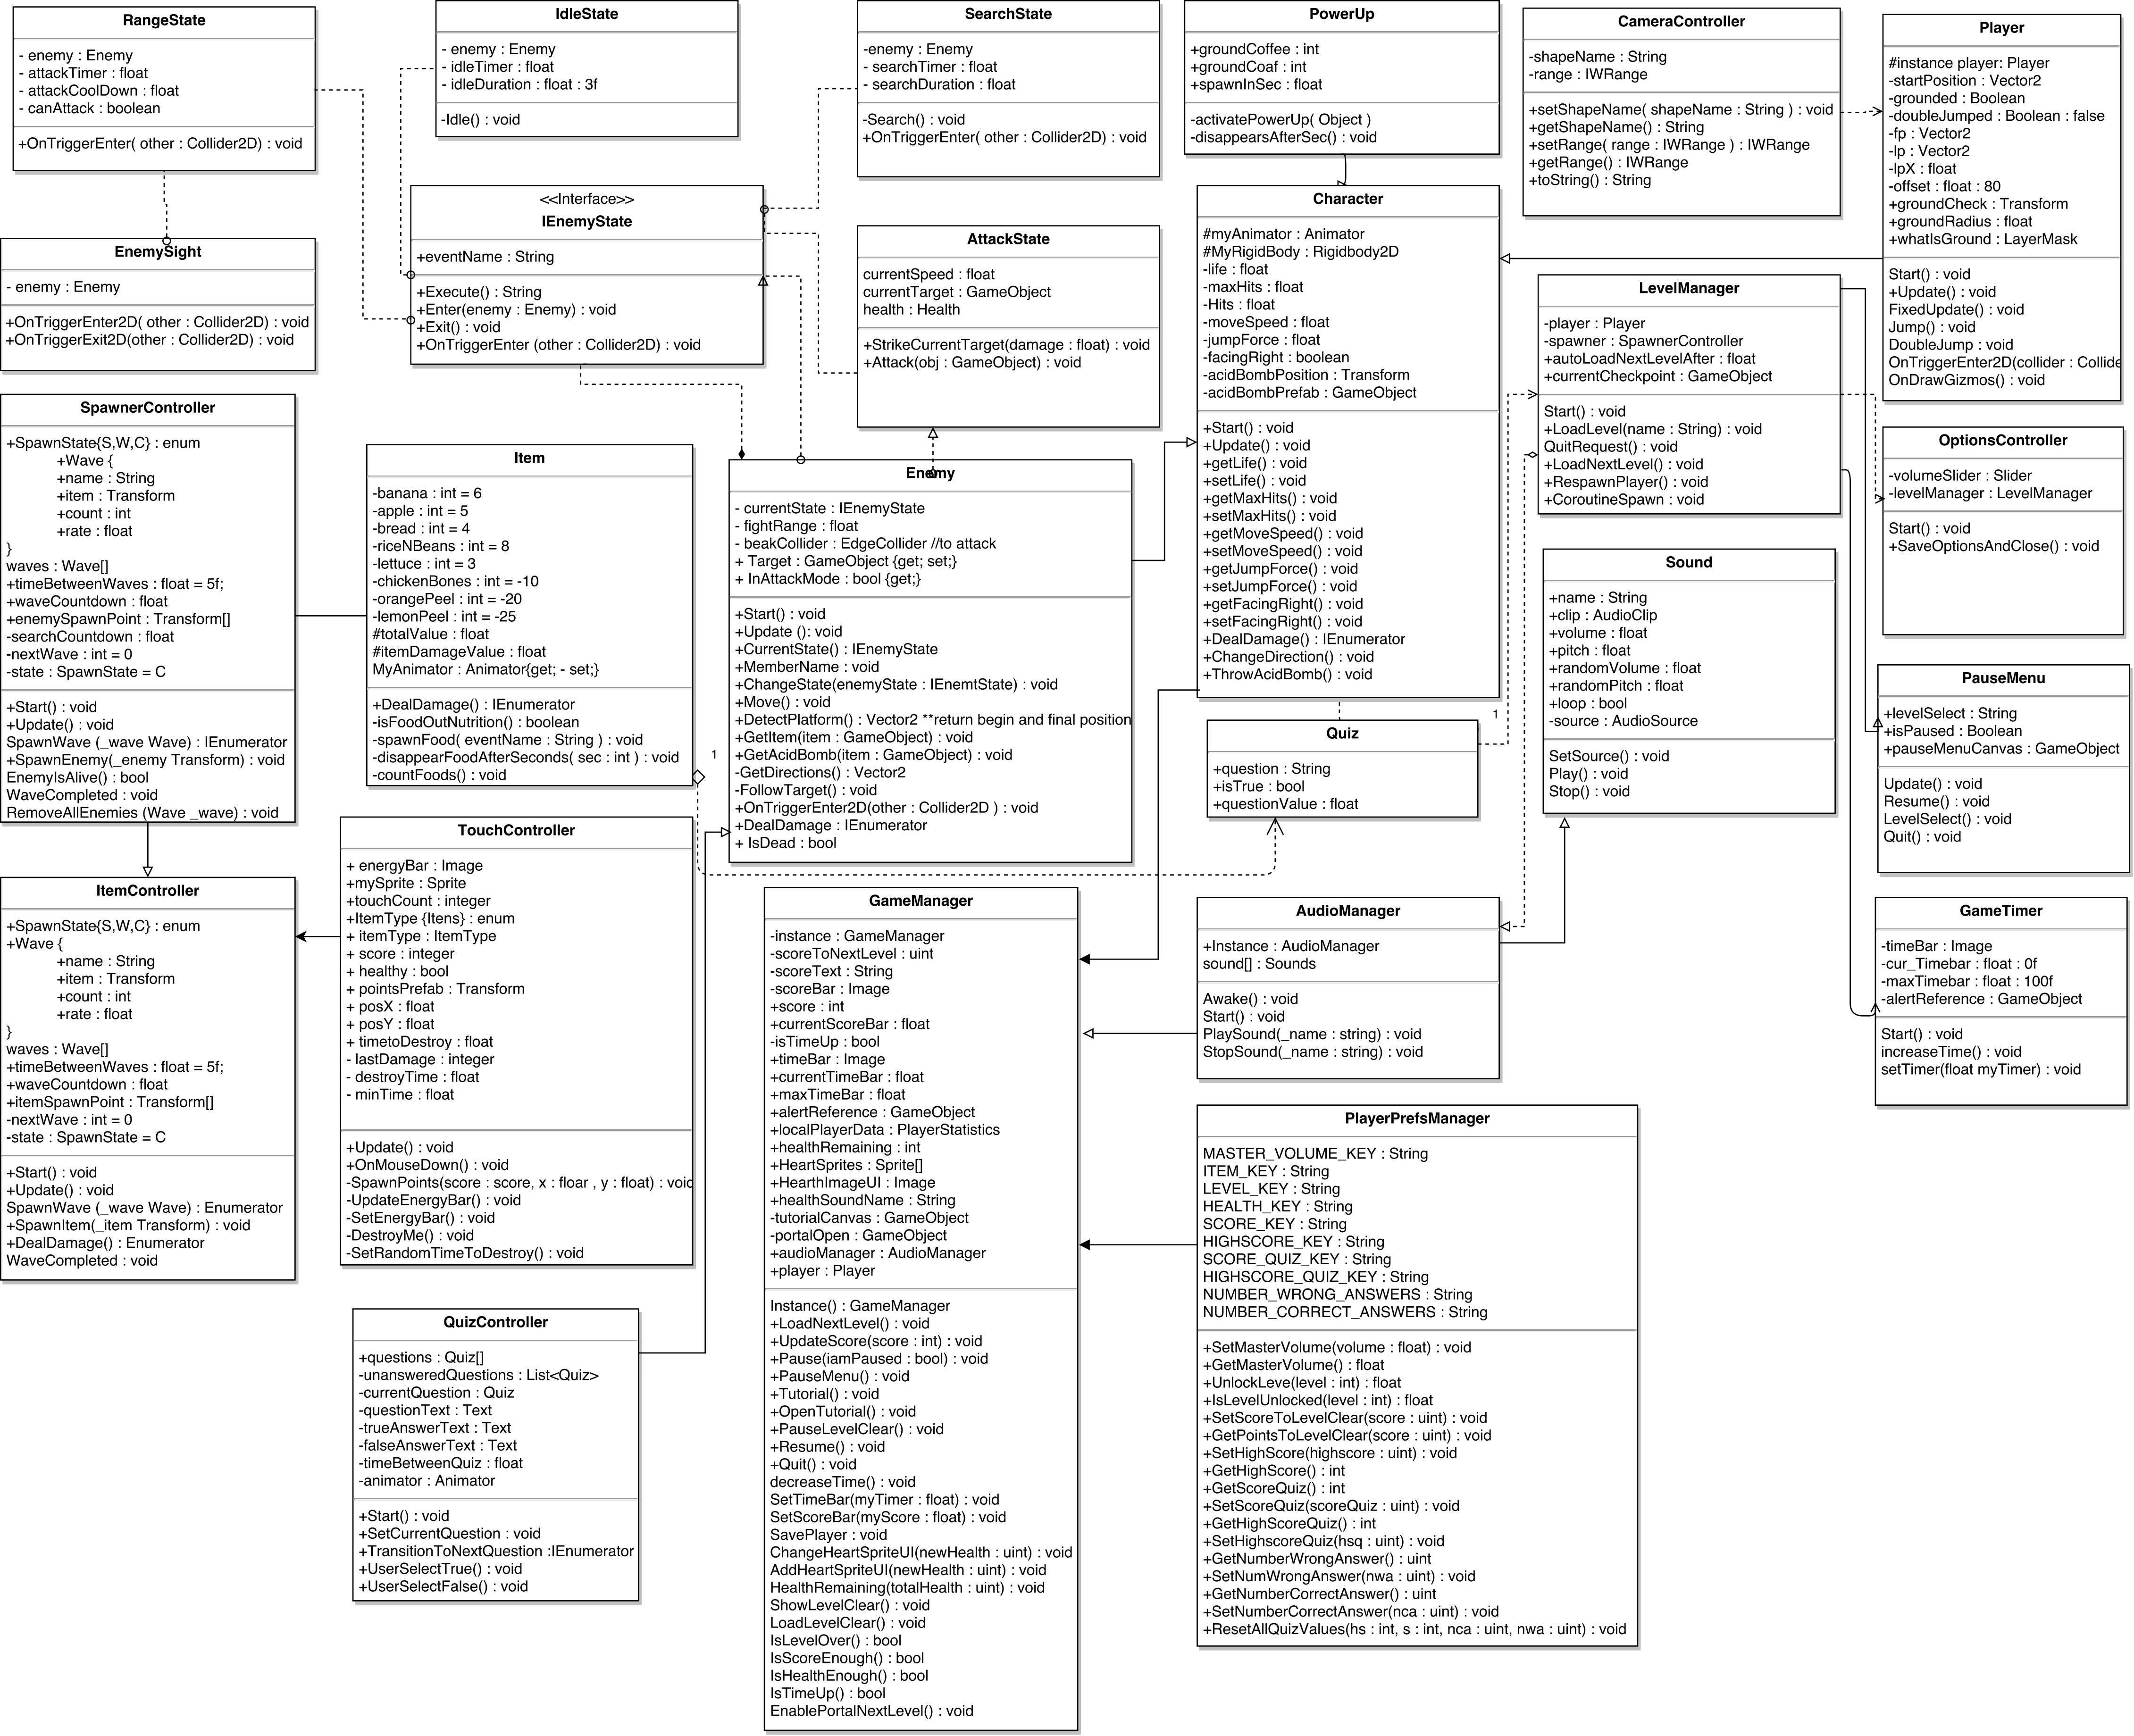 RangeState
- enemy : Enemy
- attackTimer : float
- attackCoolDown : float
- canAttack : boolean
+OnTriggerEnter( other : Collider2D) : void
IdleState
- enemy : Enemy
- idleTimer : float
- idleDuration : float : 3f
-Idle() : void
SearchState
-enemy : Enemy
- searchTimer : float
- searchDuration : float
-Search() : void
+OnTriggerEnter( other : Collider2D) : void
PowerUp
+groundCoffee : int
+groundCoaf : int
+spawnInSec : float
-activatePowerUp( Object )
-disappearsAfterSec() : void
CameraController
-shapeName : String
-range : IWRange
+setShapeName( shapeName : String ) : void
+getShapeName() : String
+setRange( range : IWRange ) : IWRange
+getRange() : IWRange
+toString() : String
Player
#instance player: Player
-startPosition : Vector2
-grounded : Boolean
-doubleJumped : Boolean : false
-fp : Vector2
-lp : Vector2
-lpX : float
-offset : float : 80
+groundCheck : Transform
+groundRadius : float
+whatIsGround : LayerMask
Start() : void
+Update() : void
FixedUpdate() : void
Jump() : void
DoubleJump : void
OnTriggerEnter2D(collider : Collide
OnDrawGizmos() : void
<<Interface>>
IEnemyState
+eventName : String
+Execute() : String
+Enter(enemy : Enemy) : void
+Exit() : void
+OnTriggerEnter (other : Collider2D) : void
EnemySight
- enemy : Enemy
+OnTriggerEnter2D( other : Collider2D) : void
+OnTriggerExit2D(other : Collider2D) : void
AttackState
currentSpeed : float
currentTarget : GameObject
health : Health
+StrikeCurrentTarget(damage : float) : void
+Attack(obj : GameObject) : void
Character
#myAnimator : Animator
#MyRigidBody : Rigidbody2D
-life : float
-maxHits : float
-Hits : float
-moveSpeed : float
-jumpForce : float
-facingRight : boolean
-acidBombPosition : Transform
-acidBombPrefab : GameObject
+Start() : void
+Update() : void
+getLife() : void
+setLife() : void
+getMaxHits() : void
+setMaxHits() : void
+getMoveSpeed() : void
+setMoveSpeed() : void
+getJumpForce() : void
+setJumpForce() : void
+getFacingRight() : void
+setFacingRight() : void
+DealDamage() : IEnumerator
+ChangeDirection() : void
+ThrowAcidBomb() : void
LevelManager
-player : Player
-spawner : SpawnerController
+autoLoadNextLevelAfter : float
+currentCheckpoint : GameObject
Start() : void
+LoadLevel(name : String) : void
QuitRequest() : void
+LoadNextLevel() : void
+RespawnPlayer() : void
+CoroutineSpawn : void
OptionsController
-volumeSlider : Slider
-levelManager : LevelManager
Start() : void
+SaveOptionsAndClose() : void
SpawnerController
+SpawnState{S,W,C} : enum
+Wave {
+name : String
+item : Transform
+count : int
+rate : float
}
waves : Wave[]
+timeBetweenWaves : float = 5f;
+waveCountdown : float
+enemySpawnPoint : Transform[]
-searchCountdown : float
-nextWave : int = 0
-state : SpawnState = C
+Start() : void
+Update() : void
SpawnWave (_wave Wave) : IEnumerator
+SpawnEnemy(_enemy Transform) : void
EnemyIsAlive() : bool
WaveCompleted : void
RemoveAllEnemies (Wave _wave) : void
Item
-banana : int = 6
-apple : int = 5
-bread : int = 4
-riceNBeans : int = 8
-lettuce : int = 3
-chickenBones : int = -10
-orangePeel : int = -20
-lemonPeel : int = -25
#totalValue : float
#itemDamageValue : float
MyAnimator : Animator{get; - set;}
+DealDamage() : IEnumerator
-isFoodOutNutrition() : boolean
-spawnFood( eventName : String ) : void
-disappearFoodAfterSeconds( sec : int ) : void
-countFoods() : void
1
Enemy
- currentState : IEnemyState
- fightRange : float
- beakCollider : EdgeCollider //to attack
+ Target : GameObject {get; set;}
+ InAttackMode : bool {get;}
+Start() : void
+Update (): void
+CurrentState() : IEnemyState
+MemberName : void
+ChangeState(enemyState : IEnemtState) : void
+Move() : void
+DetectPlatform() : Vector2 **return begin and final position
+GetItem(item : GameObject) : void
+GetAcidBomb(item : GameObject) : void
-GetDirections() : Vector2
-FollowTarget() : void
+OnTriggerEnter2D(other : Collider2D ) : void
+DealDamage : IEnumerator
+ IsDead : bool
Quiz
+question : String
+isTrue : bool
+questionValue : float
1
Sound
+name : String
+clip : AudioClip
+volume : float
+pitch : float
+randomVolume : float
+randomPitch : float
+loop : bool
-source : AudioSource
SetSource() : void
Play() : void
Stop() : void
PauseMenu
+levelSelect : String
+isPaused : Boolean
+pauseMenuCanvas : GameObject
Update() : void
Resume() : void
LevelSelect() : void
Quit() : void
ItemController
+SpawnState{S,W,C} : enum
+Wave {
+name : String
+item : Transform
+count : int
+rate : float
}
waves : Wave[]
+timeBetweenWaves : float = 5f;
+waveCountdown : float
+itemSpawnPoint : Transform[]
-nextWave : int = 0
-state : SpawnState = C
+Start() : void
+Update() : void
SpawnWave (_wave Wave) : Enumerator
+SpawnItem(_item Transform) : void
+DealDamage() : Enumerator
WaveCompleted : void
TouchController
+ energyBar : Image
+mySprite : Sprite
+touchCount : integer
+ItemType {Itens} : enum
+ itemType : ItemType
+ score : integer
+ healthy : bool
+ pointsPrefab : Transform
+ posX : float
+ posY : float
+ timetoDestroy : float
- lastDamage : integer
- destroyTime : float
- minTime : float
+Update() : void
+OnMouseDown() : void
-SpawnPoints(score : score, x : floar , y : float) : void
-UpdateEnergyBar() : void
-SetEnergyBar() : void
-DestroyMe() : void
-SetRandomTimeToDestroy() : void
GameManager
-instance : GameManager
-scoreToNextLevel : uint
-scoreText : String
-scoreBar : Image
+score : int
+currentScoreBar : float
-isTimeUp : bool
+timeBar : Image
+currentTimeBar : float
+maxTimeBar : float
+alertReference : GameObject
+localPlayerData : PlayerStatistics
+healthRemaining : int
+HeartSprites : Sprite[]
+HearthImageUI : Image
+healthSoundName : String
-tutorialCanvas : GameObject
-portalOpen : GameObject
+audioManager : AudioManager
+player : Player
Instance() : GameManager
+LoadNextLevel() : void
+UpdateScore(score : int) : void
+Pause(iamPaused : bool) : void
+PauseMenu() : void
+Tutorial() : void
+OpenTutorial() : void
+PauseLevelClear() : void
+Resume() : void
+Quit() : void
decreaseTime() : void
SetTimeBar(myTimer : float) : void
SetScoreBar(myScore : float) : void
SavePlayer : void
ChangeHeartSpriteUI(newHealth : uint) : void
AddHeartSpriteUI(newHealth : uint) : void
HealthRemaining(totalHealth : uint) : void
ShowLevelClear() : void
LoadLevelClear() : void
IsLevelOver() : bool
IsScoreEnough() : bool
IsHealthEnough() : bool
IsTimeUp() : bool
EnablePortalNextLevel() : void
AudioManager
+Instance : AudioManager
sound[] : Sounds
Awake() : void
Start() : void
PlaySound(_name : string) : void
StopSound(_name : string) : void
GameTimer
-timeBar : Image
-cur_Timebar : float : 0f
-maxTimebar : float : 100f
-alertReference : GameObject
Start() : void
increaseTime() : void
setTimer(float myTimer) : void
PlayerPrefsManager
MASTER_VOLUME_KEY : String
ITEM_KEY : String
LEVEL_KEY : String
HEALTH_KEY : String
SCORE_KEY : String
HIGHSCORE_KEY : String
SCORE_QUIZ_KEY : String
HIGHSCORE_QUIZ_KEY : String
NUMBER_WRONG_ANSWERS : String
NUMBER_CORRECT_ANSWERS : String
+SetMasterVolume(volume : float) : void
+GetMasterVolume() : float
+UnlockLeve(level : int) : float
+IsLevelUnlocked(level : int) : float
+SetScoreToLevelClear(score : uint) : void
+GetPointsToLevelClear(score : uint) : void
+SetHighScore(highscore : uint) : void
+GetHighScore() : int
+GetScoreQuiz() : int
+SetScoreQuiz(scoreQuiz : uint) : void
+GetHighScoreQuiz() : int
+SetHighscoreQuiz(hsq : uint) : void
+GetNumberWrongAnswer() : uint
+SetNumWrongAnswer(nwa : uint) : void
+GetNumberCorrectAnswer() : uint
+SetNumberCorrectAnswer(nca : uint) : void
+ResetAllQuizValues(hs : int, s : int, nca : uint, nwa : uint) : void
QuizController
+questions : Quiz[]
-unansweredQuestions : List<Quiz>
-currentQuestion : Quiz
-questionText : Text
-trueAnswerText : Text
-falseAnswerText : Text
-timeBetweenQuiz : float
-animator : Animator
+Start() : void
+SetCurrentQuestion : void
+TransitionToNextQuestion :IEnumerator
+UserSelectTrue() : void
+UserSelectFalse() : void